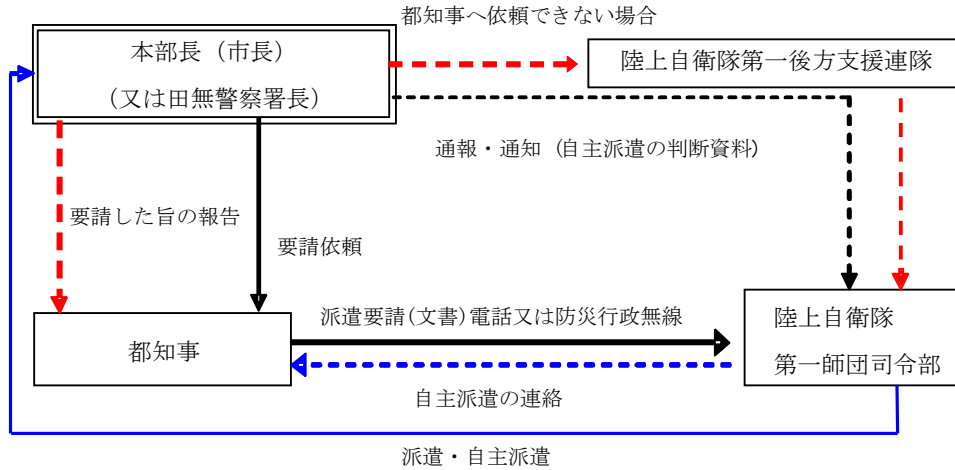 都知事へ依頼できない場合
本部長（市長）
（又は田無警察署長）
陸上自衛隊第一後方支援連隊
通報・通知（自主派遣の判断資料）
要請した旨の報告
要請依頼
派遣要請(文書)電話又は防災行政無線
都知事
陸上自衛隊
第一師団司令部
自主派遣の連絡
派遣・自主派遣